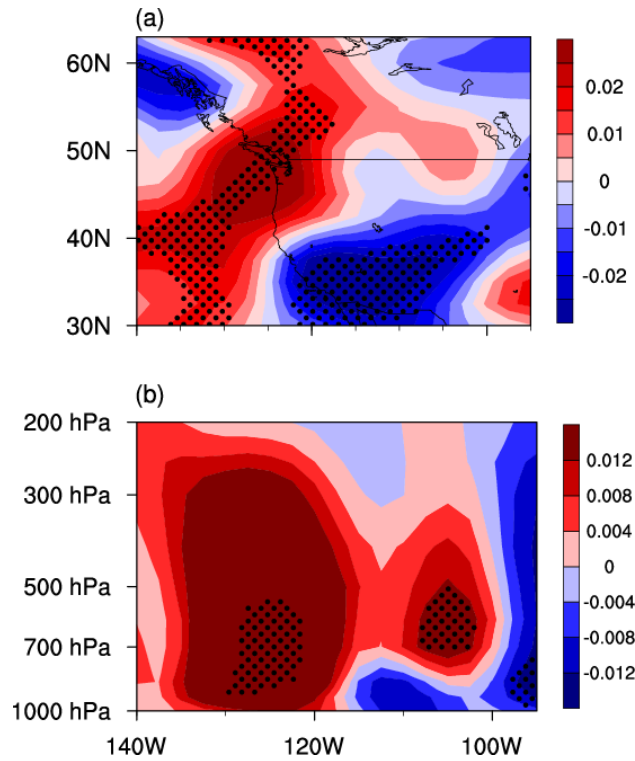 (a)
60N
50N
40N
30N
0.02
0.01
0
-0.01
-0.02
(b)
200 hPa
300 hPa
500 hPa
700 hPa
1000 hPa
140W
120W
100W
0.012
0.008
0.004
0
-0.004
-0.008
-0.012